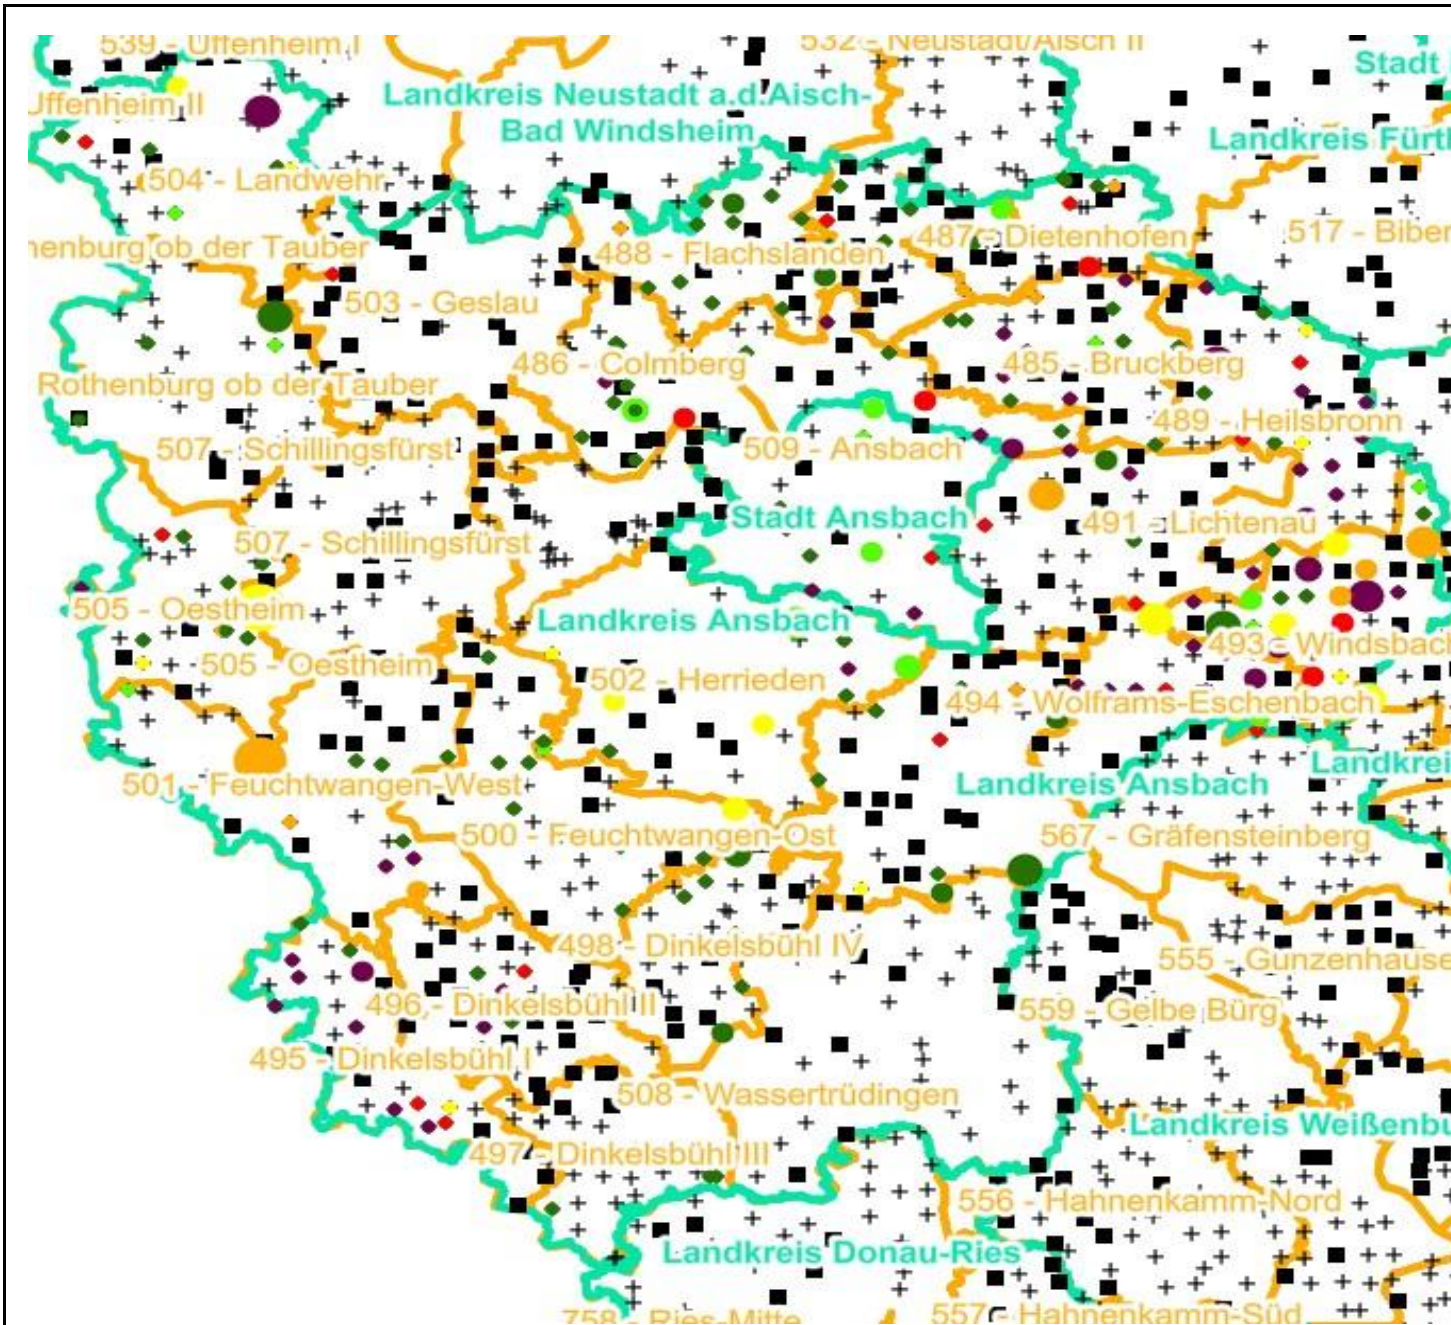 539 - Uffenheim I
532 - Neustadt/Aisch II
Stadt
Uffenheim II
Landkreis Neustadt a.d.Aisch-
Bad Windsheim
Landkreis Fürt
504 - Landwehr
henburg ob der Tauber
488 - Flachslanden
487 - Dietenhofen
517 - Biber
503 - Geslau
486 - Colmberg
485 - Bruckberg
Rothenburg ob der Tauber
489 - Heilsbronn
507 - Schillingsfürst
509 - Ansbach
Stadt Ansbach
491 - Lichtenau
507 - Schillingsfürst
505 - Oestheim
Landkreis Ansbach
493 - Windsbach
505 - Oestheim
502 - Herrieden
494 - Wolframs-Eschenbach
Landkrei
501 - Feuchtwangen-West
Landkreis Ansbach
500 - Feuchtwangen-Ost
567 - Gräfensteinberg
498 - Dinkelsbühl IV
555 - Gunzenhause
496 - Dinkelsbühl II
559 - Gelbe Bürg
495 - Dinkelsbühl I
508 - Wassertrüdingen
Landkreis Weißenbu
497 - Dinkelsbühl III
556 - Hahnenkamm-Nord
Landkreis Donau-Ries
758 - Ries-Mitte
557 - Hahnenkamm-Süd